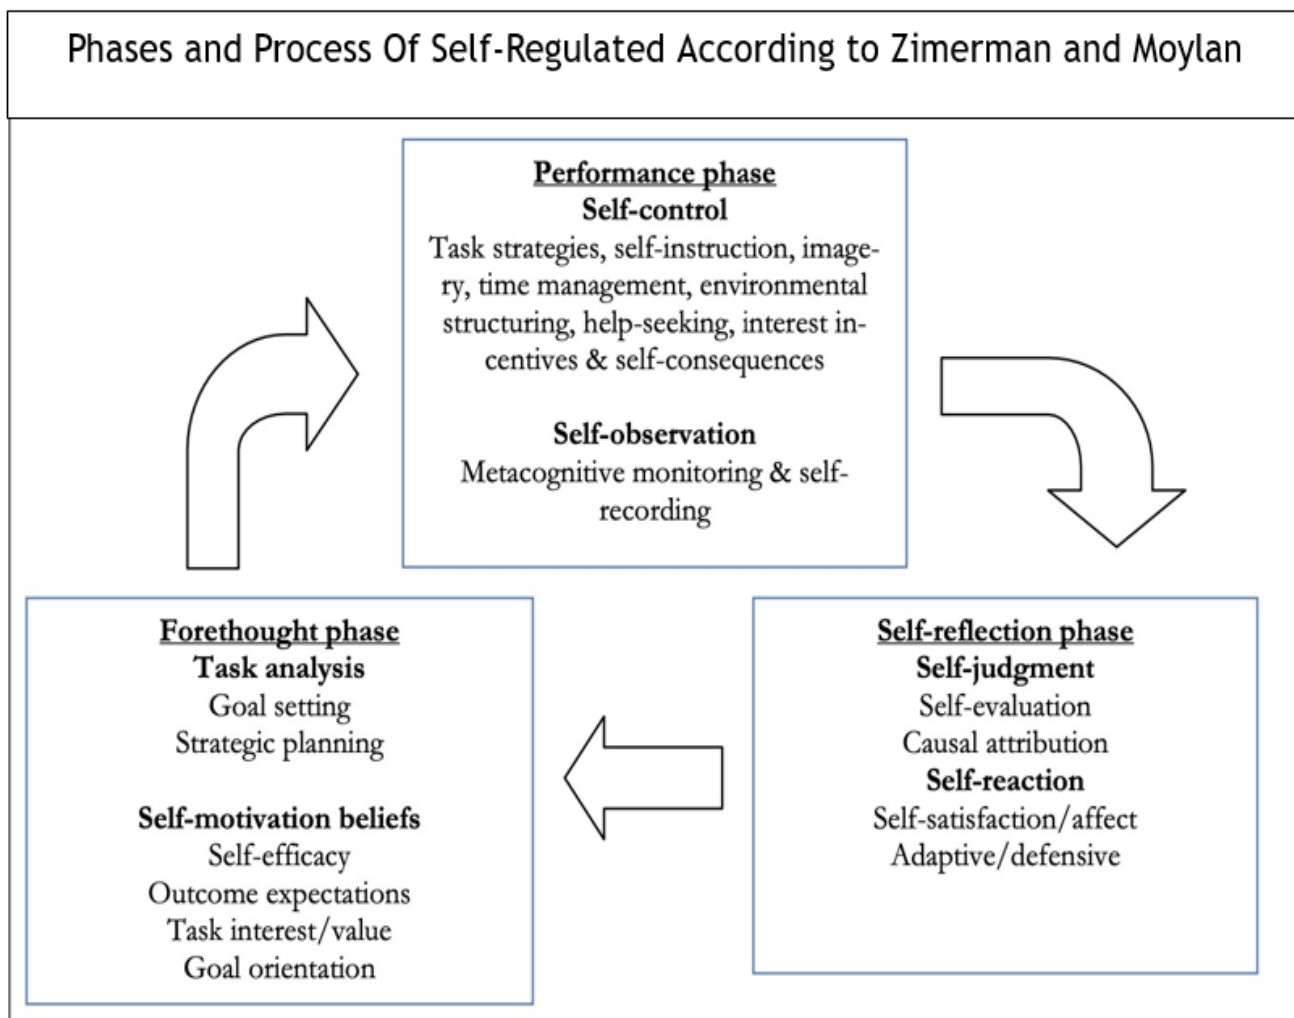 Phases and Process Of Self-Regulated According to Zimerman and Moylan
Performance phase
Self-control
Task strategies, self-instruction, image-
ry, time management, environmental
structuring, help-seeking, interest in-
centives & self-consequences
Self-observation
Metacognitive monitoring & self-
recording
Forethought phase
Task analysis
Goal setting
Strategic planning
Self-motivation beliefs
Self-efficacy
Outcome expectations
Task interest/value
Goal orientation
Self-reflection phase
Self-judgment
Self-evaluation
Causal attribution
Self-reaction
Self-satisfaction/affect
Adaptive/defensive